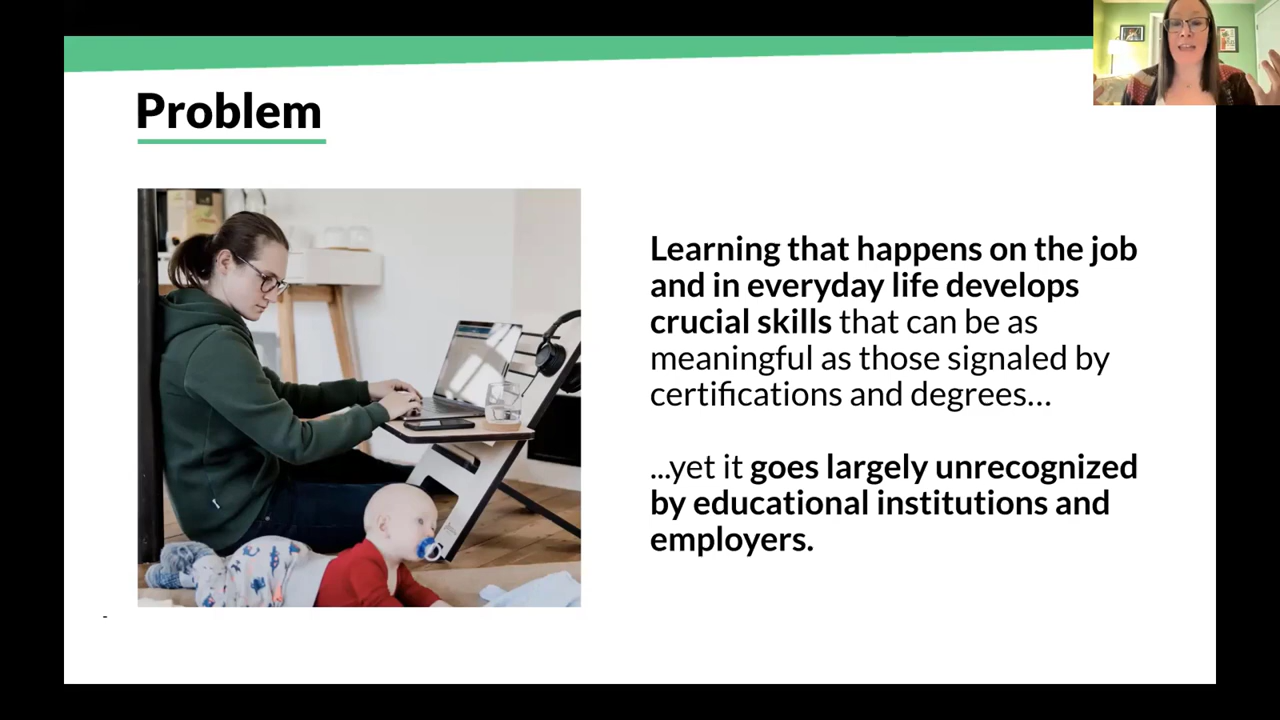 Problem
Learning that happens on the job
and in everyday life develops
crucial skills that can be as
meaningful as those signaled by
certifications and degrees...
...yet it goes largely unrecognized
by educational institutions and
employers.